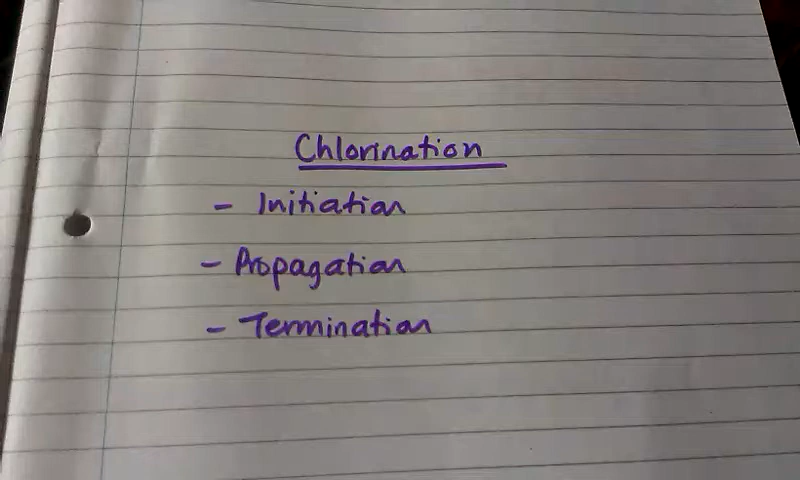 Chlorination
- Initiation
- Propagation
- Termination